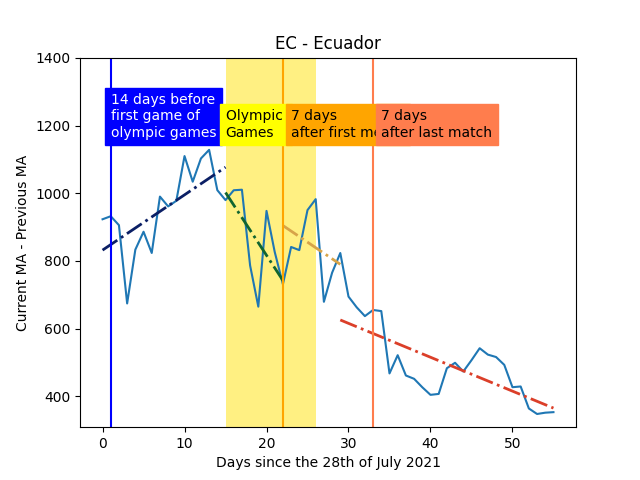 EC - Ecuador
Current MA - Previous MA
1400
1200
1000
800
600
400
14 days before
first game of
olympic games
Olympic
Games
7 days
after first
7 days
after last match
0
10
20
30
40
50
Days since the 28th of July 2021